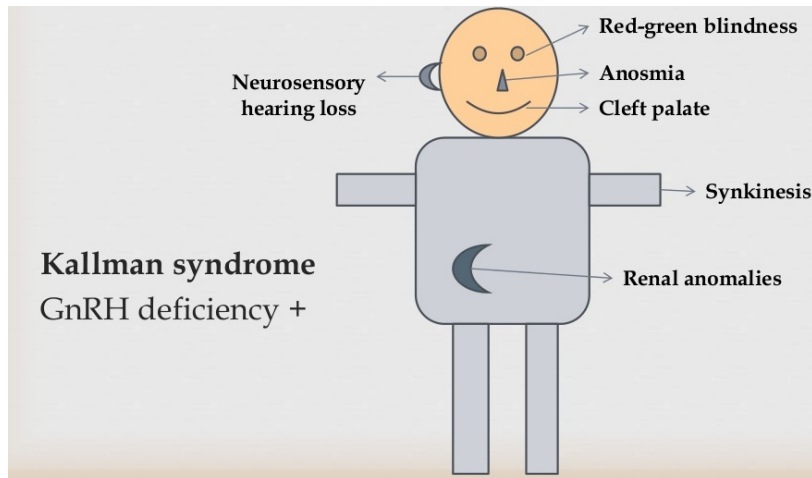 Red-green blindness
Neurosensory
hearing loss
Anosmia
Cleft palate
Synkinesis
Kallman syndrome
GnRH deficiency +
Renal anomalies